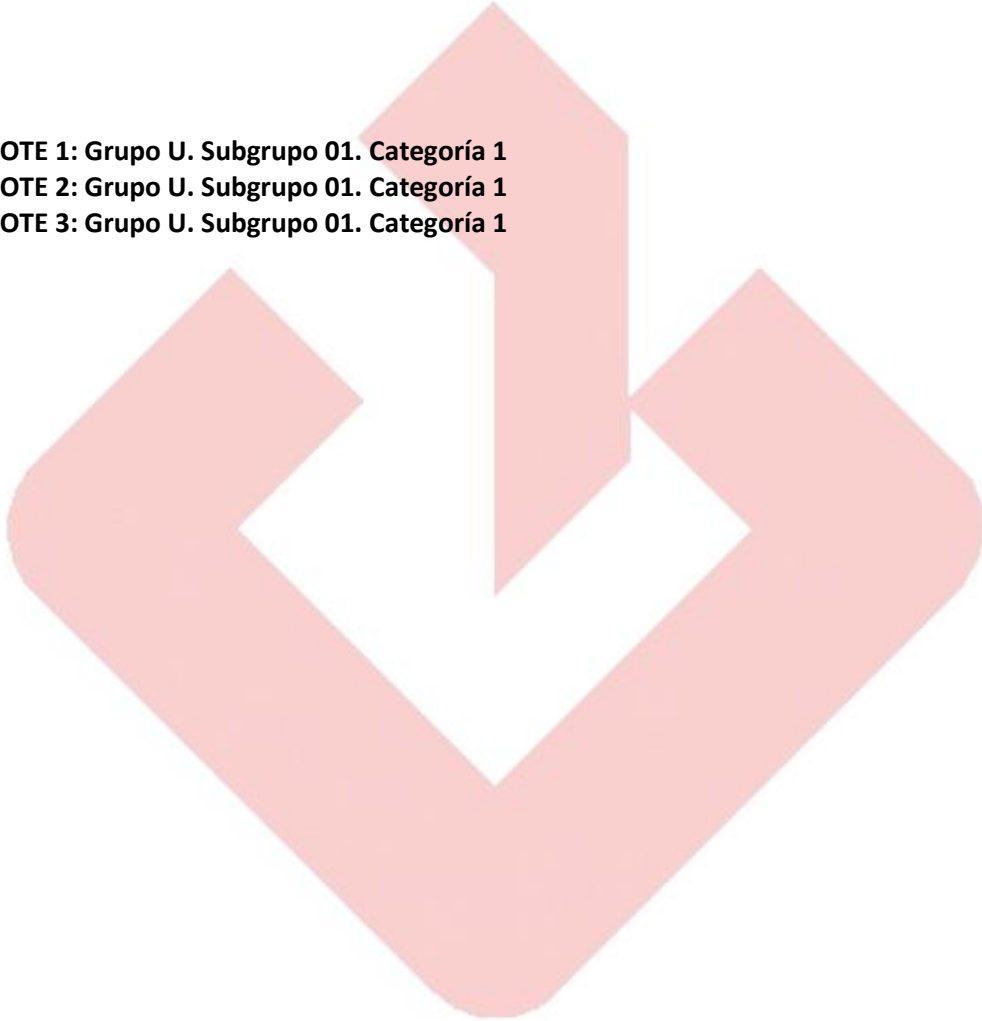 OTE 1: Grupo U. Subgrupo 01. Categoría 1
OTE 2: Grupo U. Subgrupo 01. Categoría 1
OTE 3: Grupo U. Subgrupo 01. Categoría 1